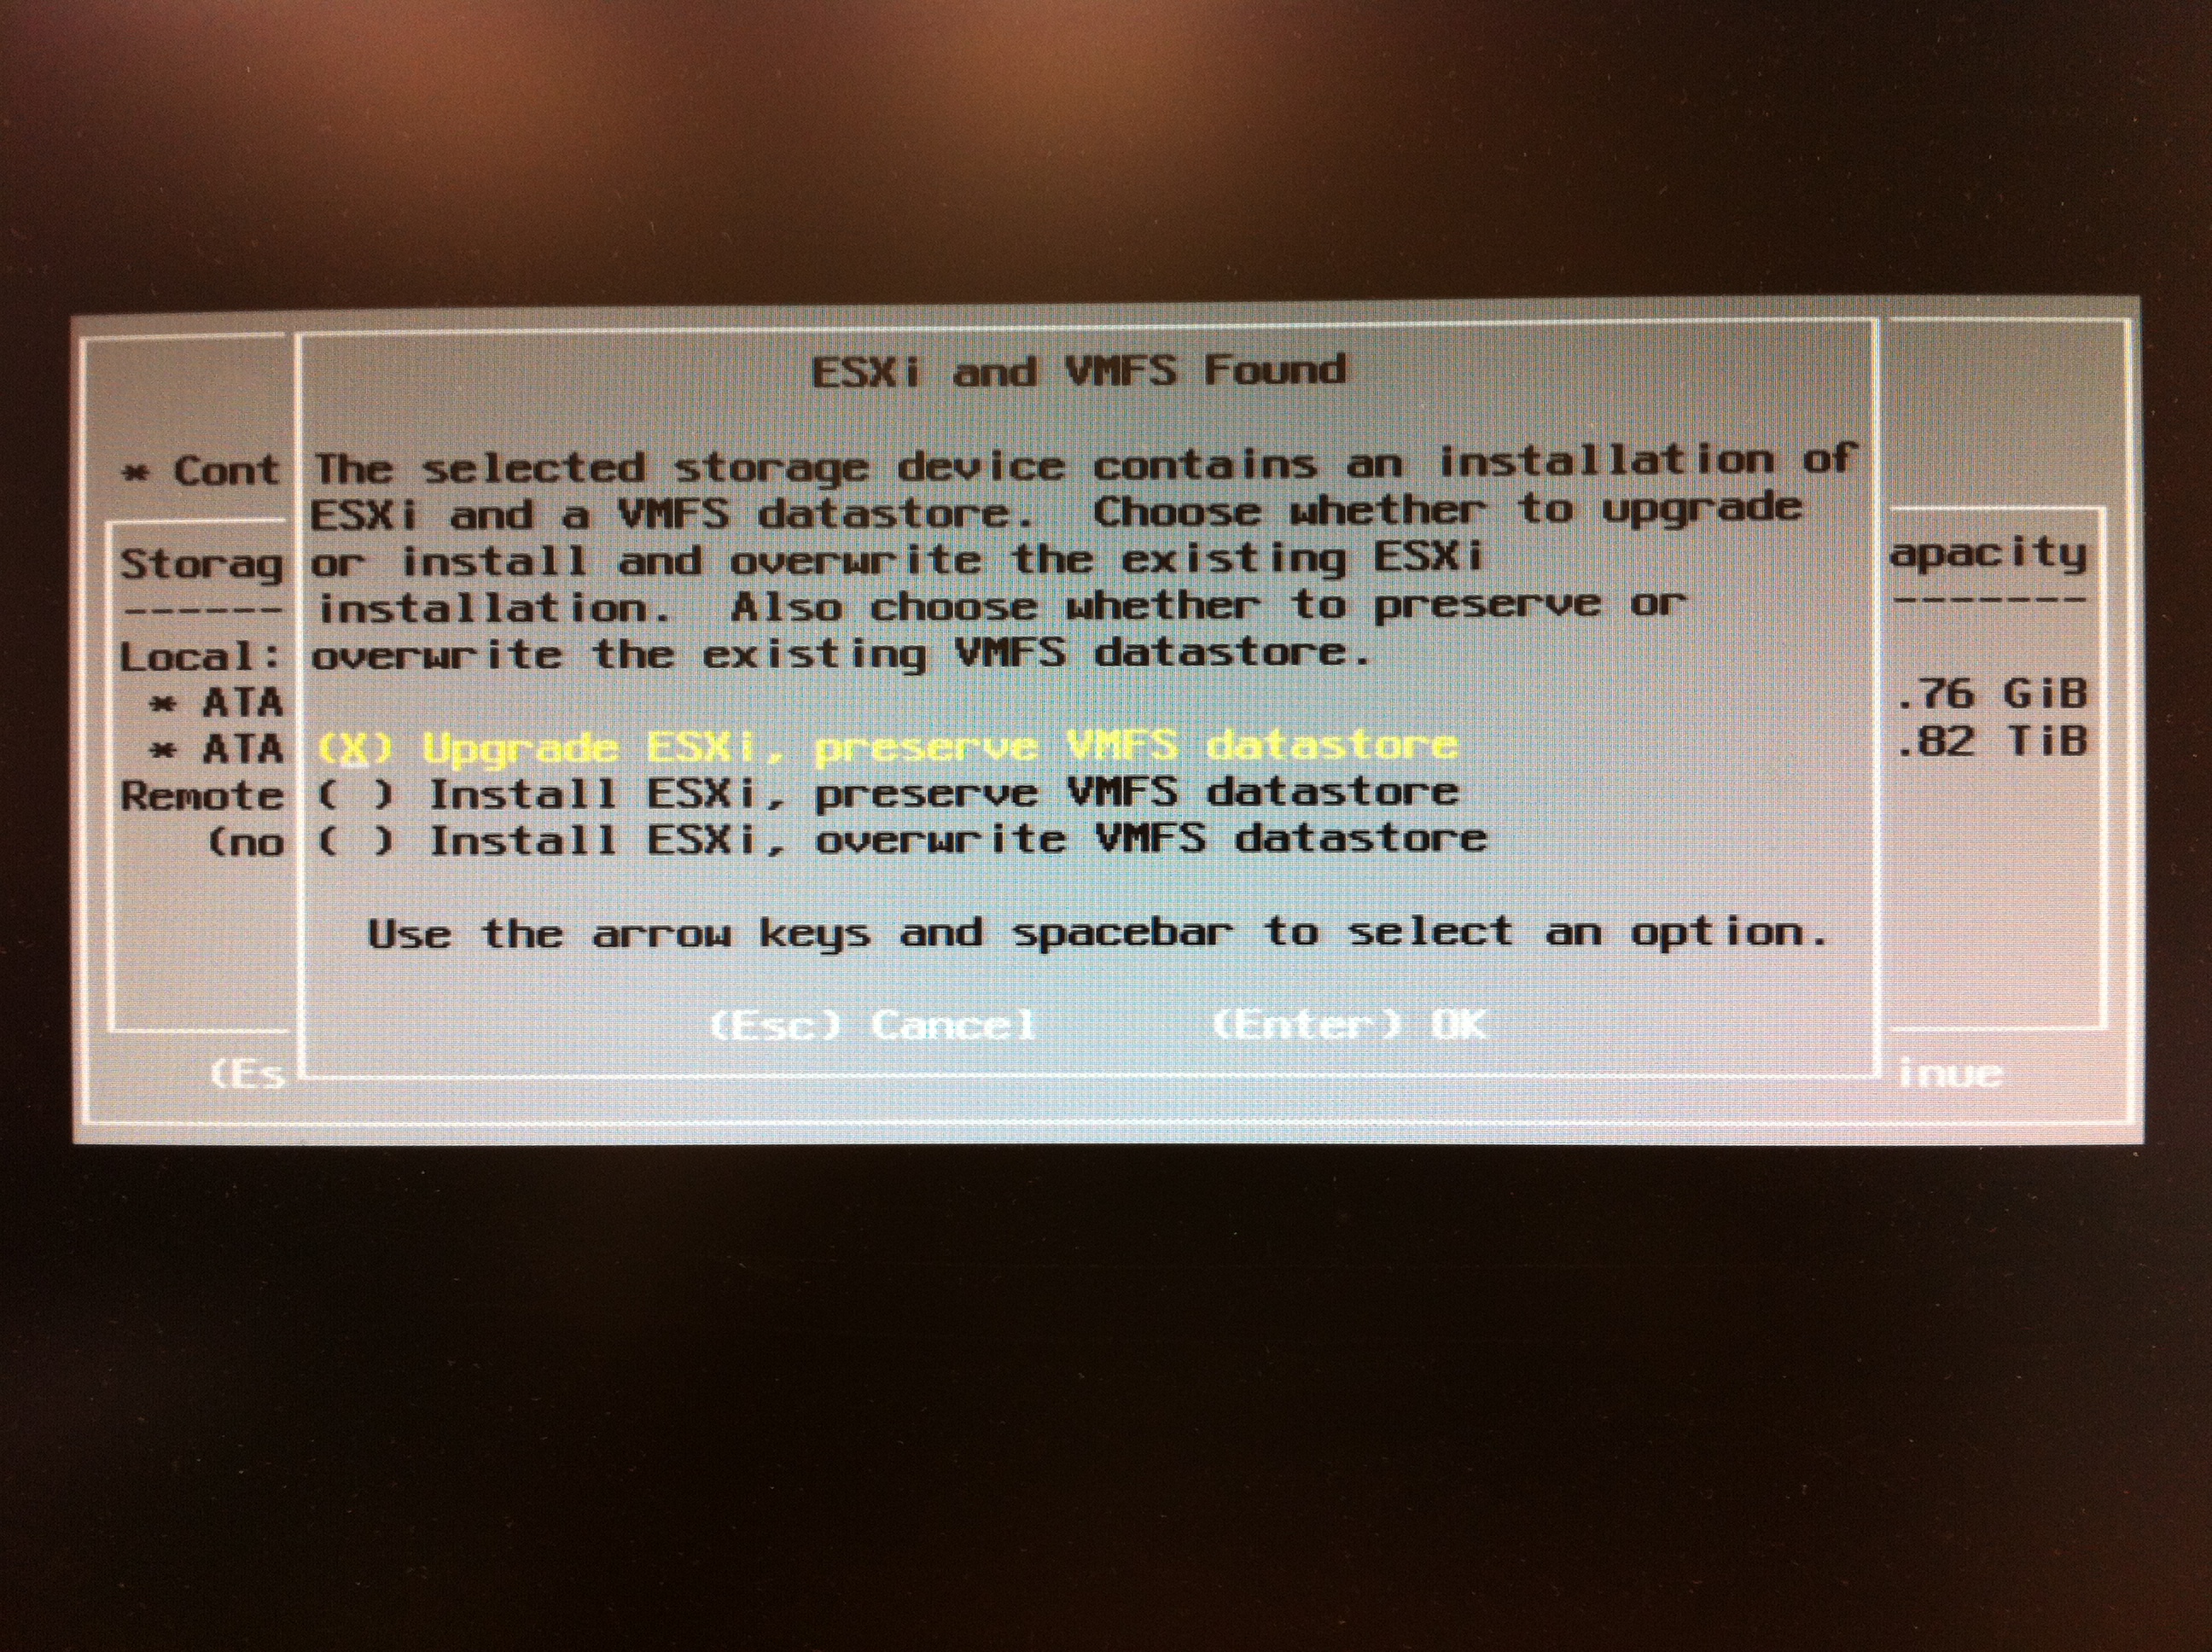 ESXi and VMFS Found
* Cont
The selected storage device contains an installation of
ESXi and a VMFS datastore.  Choose whether to upgrade
or install and overwrite the existing ESXi
installation.  Also choose whether to preserve or
overwrite the existing VMFS datastore.
(X) Upgrade ESXi, preserve VMFS datastore
( ) Install ESXi, preserve VMFS datastore
( ) Install ESXi, overwrite VMFS datastore
Use the arrow keys and spacebar to select an option.
(Esc) Cancel (Enter) OK
Storag
------
Local:
* ATA
* ATA
Remote
(no
(Es
apacity
-------
.76 GiB
.82 TiB
inue